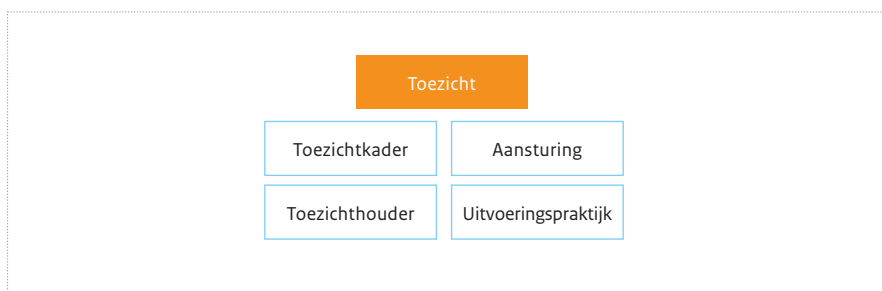 Toezicht
Toezichtkader
Aansturing
Toezichthouder
Uitvoeringspraktijk